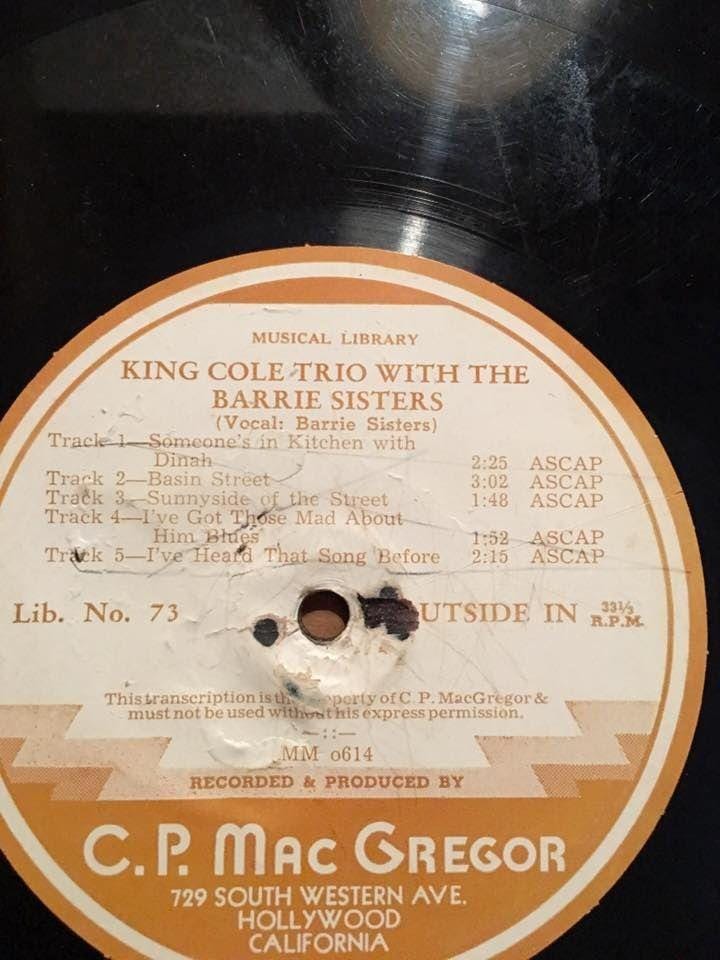 MUSICAL LIBRARY
KING COLE TRIO WITH THE
BARRIE SISTERS
(Vocal: Barrie Sisters)
Track 1—Someone's in Kitchen with
Dinah 2:25 ASCAP
Track 2—Basin Street 3:02 ASCAP
Track 3—Sunnyside of the Street 1:48 ASCAP
Track 4—I've Got Those Mad About
Him Blues 1:52 ASCAP
Track 5—I've Heard That Song Before 2:15 ASCAP
Lib. No. 73 UTSIDE IN 33⅓ R.P.M.
This transcription is th perty of C. P. MacGregor &
must not be used without his express permission.
—::—
MM 0614
RECORDED & PRODUCED BY
C.P. MAC GREGOR
729 SOUTH WESTERN AVE.
HOLLYWOOD
CALIFORNIA